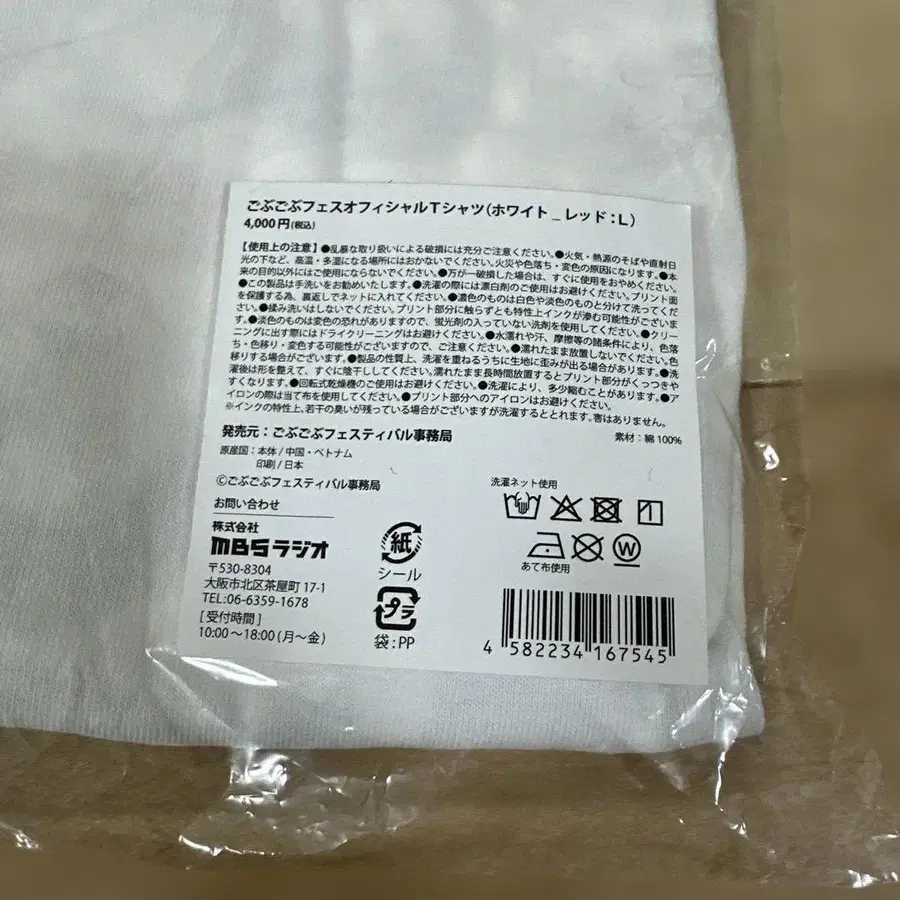 ごぶごぶフェスオフィシャルTシャツ(ホワイト _ レッド:L)
4,000円(税込)
【使用上の注意】●乱暴な取り扱いによる破損には充分ご注意ください。●火気・熱源のそばや直射日
光の下など、高温・多湿になる場所にはおかないでください。火災や色落ち・変色の原因になります。●本
来の目的以外にはご使用にならないでください。●万が一破損した場合は、すぐに使用をおやめください。
●この製品は手洗いをお勧めいたします。●洗濯の際には漂白剤のご使用はお避けください。プリント面
を保護する為、裏返しでネットに入れてください。●濃色のものは白色や淡色のものと分けて洗ってくださ
い。●揉み洗いはしないでください。プリント部分に触らずとも特性上インクが滲む可能性がございま
す。●淡色のものは変色の恐れがありますので、蛍光剤の入っていない洗剤を使用してください。●クリー
ニングに出す際にはドライクリーニングはお避けください。●水濡れや汗、摩擦等の諸条件により、色落
ち・色移り・変色する可能性がございますので、ご注意ください。●濡れたまま放置しないでください。色
移りする場合がございます。●製品の性質上、洗濯を重ねるうちに生地に歪みが出る場合があります。●洗
濯後は形を整えて、すぐに陰干ししてください。濡れたまま長時間放置するとプリント部分がくっつきや
すくなります。●回転式乾燥機のご使用はお避けください。●洗濯により、多少縮むことがあります。●ア
イロンの際は当て布を使用してください。●プリント部分へのアイロンはお避けください。
※インクの特性上、若干の臭いが残っている場合がございますが洗濯するととれます。害はありません。
発売元:ごぶごぶフェスティバル事務局
素材:綿100%
原産国:本体/中国・ベトナム
印刷/日本
©ごぶごぶフェスティバル事務局
お問い合わせ
株式会社
MBSラジオ
〒530-8304
大阪市北区茶屋町 17-1
TEL:06-6359-1678
[受付時間]
10:00〜18:00(月〜金)
紙
シール
プラ
袋:PP
洗濯ネット使用
W
あて布使用
4 582234 167545